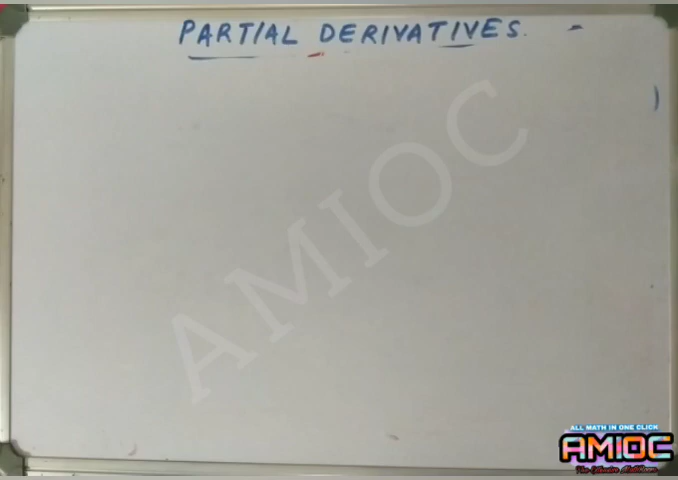 PARTIAL DERIVATIVES.
AMIOC
ALL MATH IN ONE CLICK
AMIOC